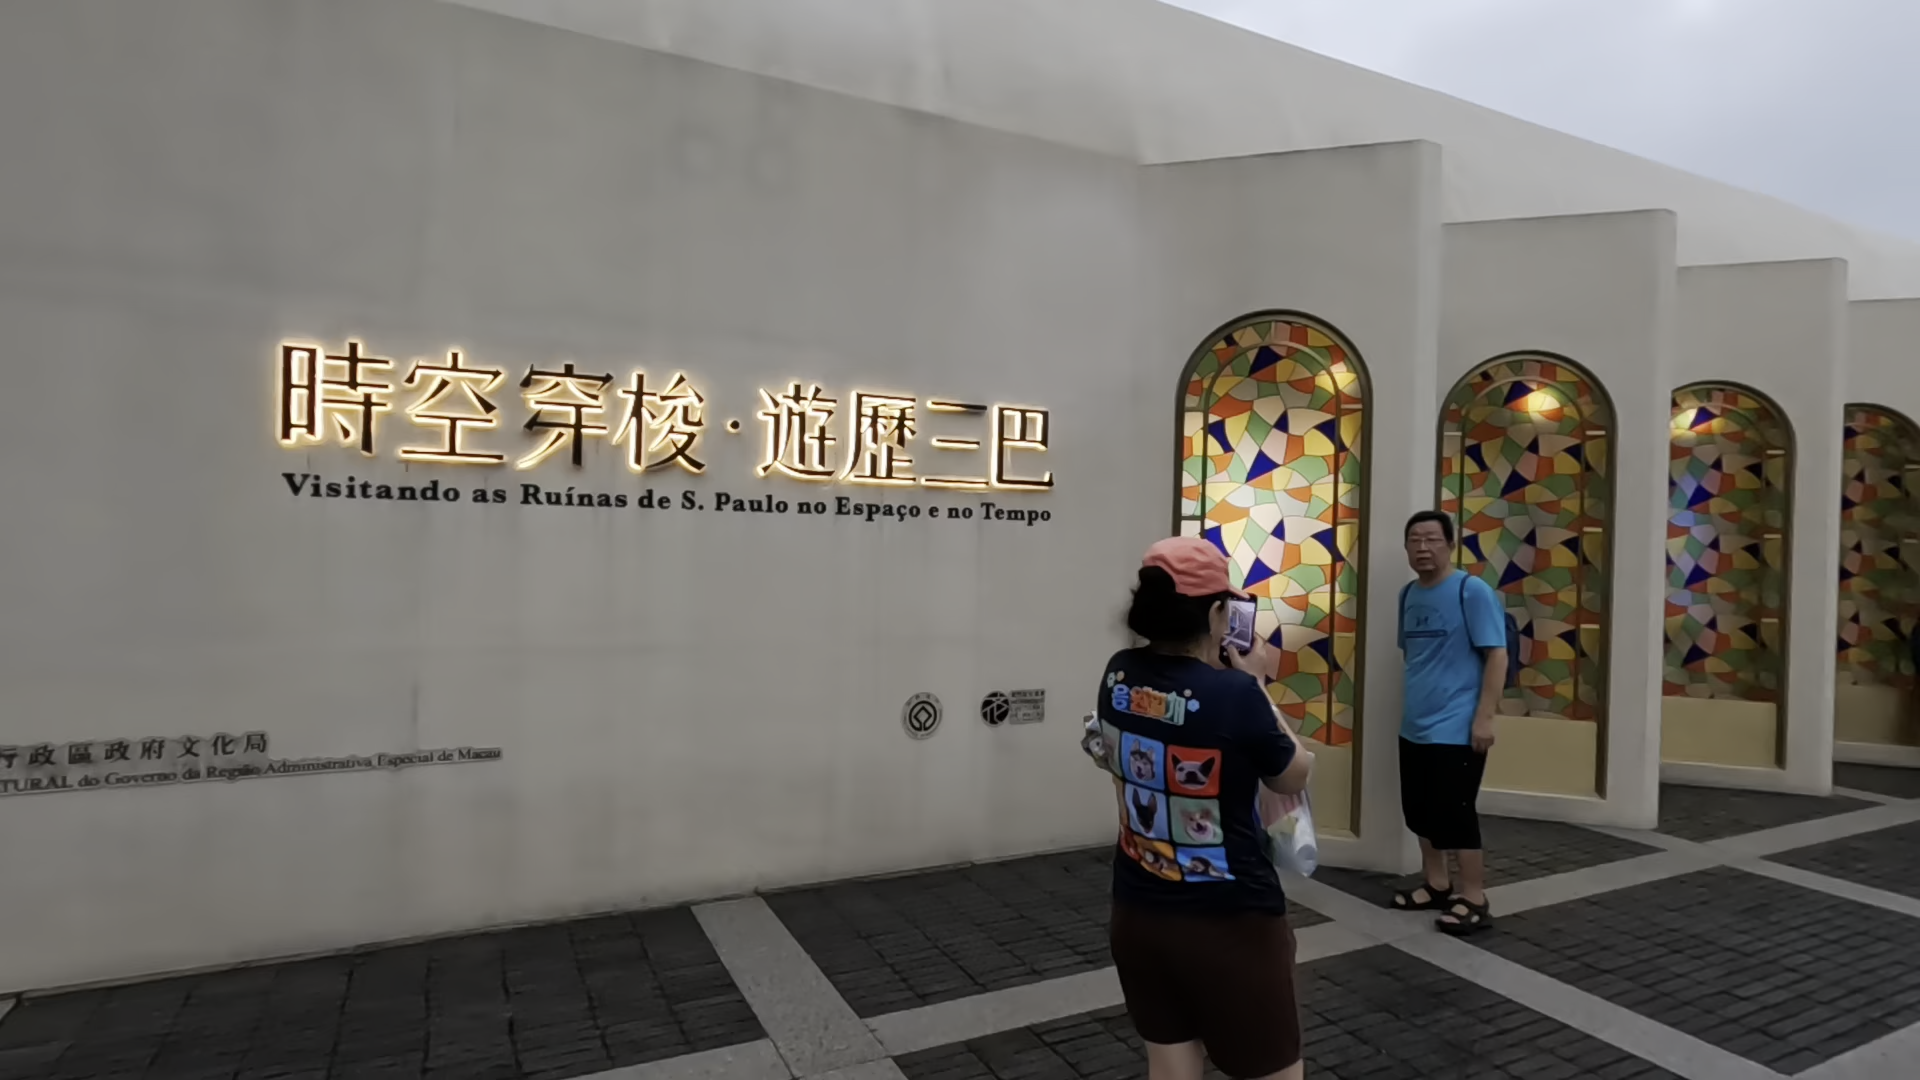 時空穿梭·遊歷三巴
Visitando as Ruínas de S. Paulo no Espaço e no Tempo
行政區政府文化局
TURAL do Governo da Região Administrativa Especial de Macau